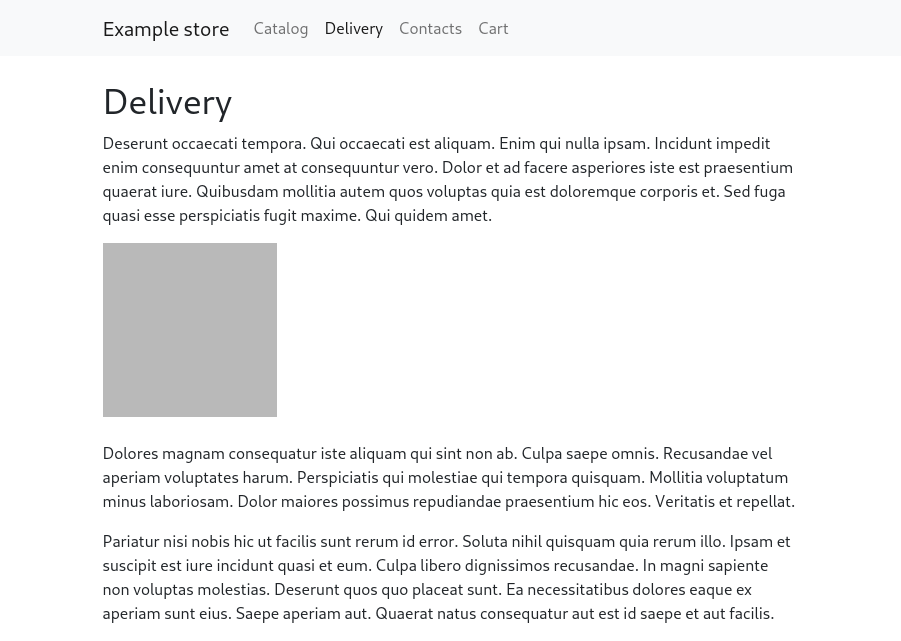 Example store Catalog Delivery Contacts Cart
Delivery
Deserunt occaecati tempora. Qui occaecati est aliquam. Enim qui nulla ipsam. Incidunt impedit
enim consequuntur amet at consequuntur vero. Dolor et ad facere asperiores iste est praesentium
quaerat iure. Quibusdam mollitia autem quos voluptas quia est doloremque corporis et. Sed fuga
quasi esse perspiciatis fugit maxime. Qui quidem amet.
Dolores magnam consequatur iste aliquam qui sint non ab. Culpa saepe omnis. Recusandae vel
aperiam voluptates harum. Perspiciatis qui molestiae qui tempora quisquam. Mollitia voluptatum
minus laboriosam. Dolor maiores possimus repudiandae praesentium hic eos. Veritatis et repellat.
Pariatur nisi nobis hic ut facilis sunt rerum id error. Soluta nihil quisquam quia rerum illo. Ipsam et
suscipit est iure incidunt quasi et eum. Culpa libero dignissimos recusandae. In magni sapiente
non voluptas molestias. Deserunt quos quo placeat sunt. Ea necessitatibus dolores eaque ex
aperiam sunt eius. Saepe aperiam aut. Quaerat natus consequatur aut est id saepe et aut facilis.